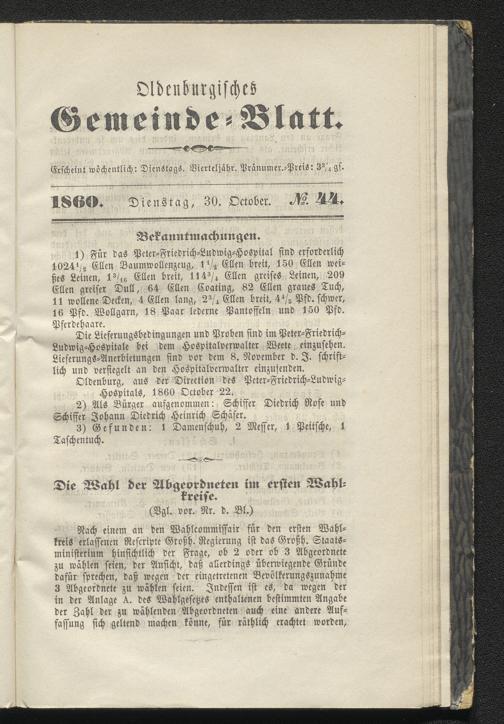 Oldenburgisches
Gemeinde=Blatt.
Erscheint wöchentlich: Dienstags. Vierteljähr. Pränumer.=Preis: 3¾ gſ.
1860. Dienstag, 30. October. №. 44.
Bekanntmachungen.
1) Für das Peter=Friedrich=Ludwig=Hospital sind erforderlich
1024½ Ellen Baumwollenzeug, 1½ Ellen breit, 150 Ellen wei=
ßes Leinen, 1³⁄₁₆ Ellen breit, 114¾ Ellen greises Leinen, 209
Ellen greiser Dull, 64 Ellen Coating, 82 Ellen graues Tuch,
11 wollene Decken, 4 Ellen lang, 2¾ Ellen breit, 4½ Pfd. schwer,
16 Pfd. Wollgarn, 18 Paar lederne Pantoffeln und 150 Pfd.
Pferdehaare.
Die Lieferungsbedingungen und Proben sind im Peter=Friedrich=
Ludwig=Hospitale bei dem Hospitalverwalter Weete einzusehen.
Lieferungs=Anerbietungen sind vor dem 8. November d. J. schrift=
lich und versiegelt an den Hospitalverwalter einzusenden.
Oldenburg, aus der Direction des Peter=Friedrich=Ludwig=
Hospitals, 1860 October 22.
2) Als Bürger aufgenommen: Schiffer Diedrich Rose und
Schiffer Johann Diedrich Heinrich Schäfer.
3) Gefunden: 1 Damenschuh, 2 Messer, 1 Peitsche, 1
Taschentuch.
Die Wahl der Abgeordneten im ersten Wahl=
kreise.
(Vgl. vor. Nr. d. Bl.)
Nach einem an den Wahlcommissair für den ersten Wahl=
kreis erlassenen Rescripte Großh. Regierung ist das Großh. Staats=
ministerium hinsichtlich der Frage, ob 2 oder ob 3 Abgeordnete
zu wählen seien, der Ansicht, daß allerdings überwiegende Gründe
dafür sprechen, daß wegen der eingetretenen Bevölkerungszunahme
3 Abgeordnete zu wählen seien. Indessen ist es, da wegen der
in der Anlage A. des Wahlgesetzes enthaltenen bestimmten Angabe
der Zahl der zu wählenden Abgeordneten auch eine andere Auf=
fassung sich geltend machen könne, für räthlich erachtet worden,